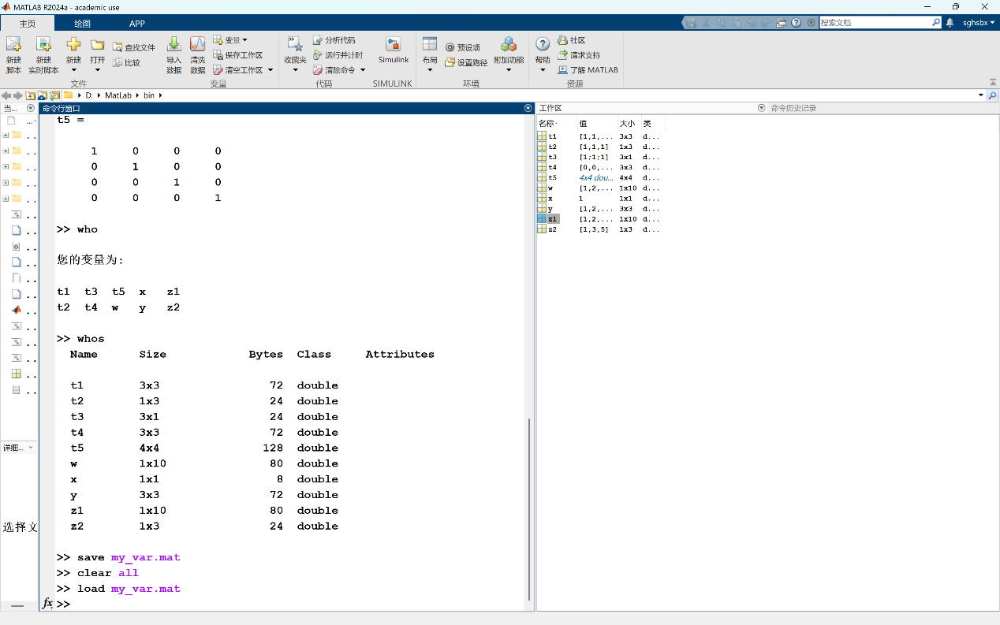 MATLAB R2024a - academic use
主页 绘图 APP
搜索文档 sghsbx
新建脚本 新建实时脚本 新建 打开 查找文件 比较
导入数据 清洗数据 变量 保存工作区 清空工作区
收藏夹 分析代码 运行并计时 清除命令
Simulink
布局 预设项 设置路径 附加功能
帮助 社区 请求支持 了解 MATLAB
文件 变量 代码 SIMULINK 环境 资源
D: MatLab bin
当... 命令行窗口 工作区 命令历史记录
t5 =
1 0 0 0
0 1 0 0
0 0 1 0
0 0 0 1
>> who
您的变量为:
t1 t3 t5 x z1
t2 t4 w y z2
>> whos
Name Size Bytes Class Attributes
t1 3x3 72 double
t2 1x3 24 double
t3 3x1 24 double
t4 3x3 72 double
t5 4x4 128 double
w 1x10 80 double
x 1x1 8 double
y 3x3 72 double
z1 1x10 80 double
z2 1x3 24 double
>> save my_var.mat
>> clear all
>> load my_var.mat
fx >>
详细...
选择文
名称 值 大小 类
t1 [1,1,... 3x3 d...
t2 [1,1,1] 1x3 d...
t3 [1;1;1] 3x1 d...
t4 [0,0,... 3x3 d...
t5 4x4 dou... 4x4 d...
w [1,2,... 1x10 d...
x 1 1x1 d...
y [1,2,... 3x3 d...
z1 [1,2,... 1x10 d...
z2 [1,3,5] 1x3 d...